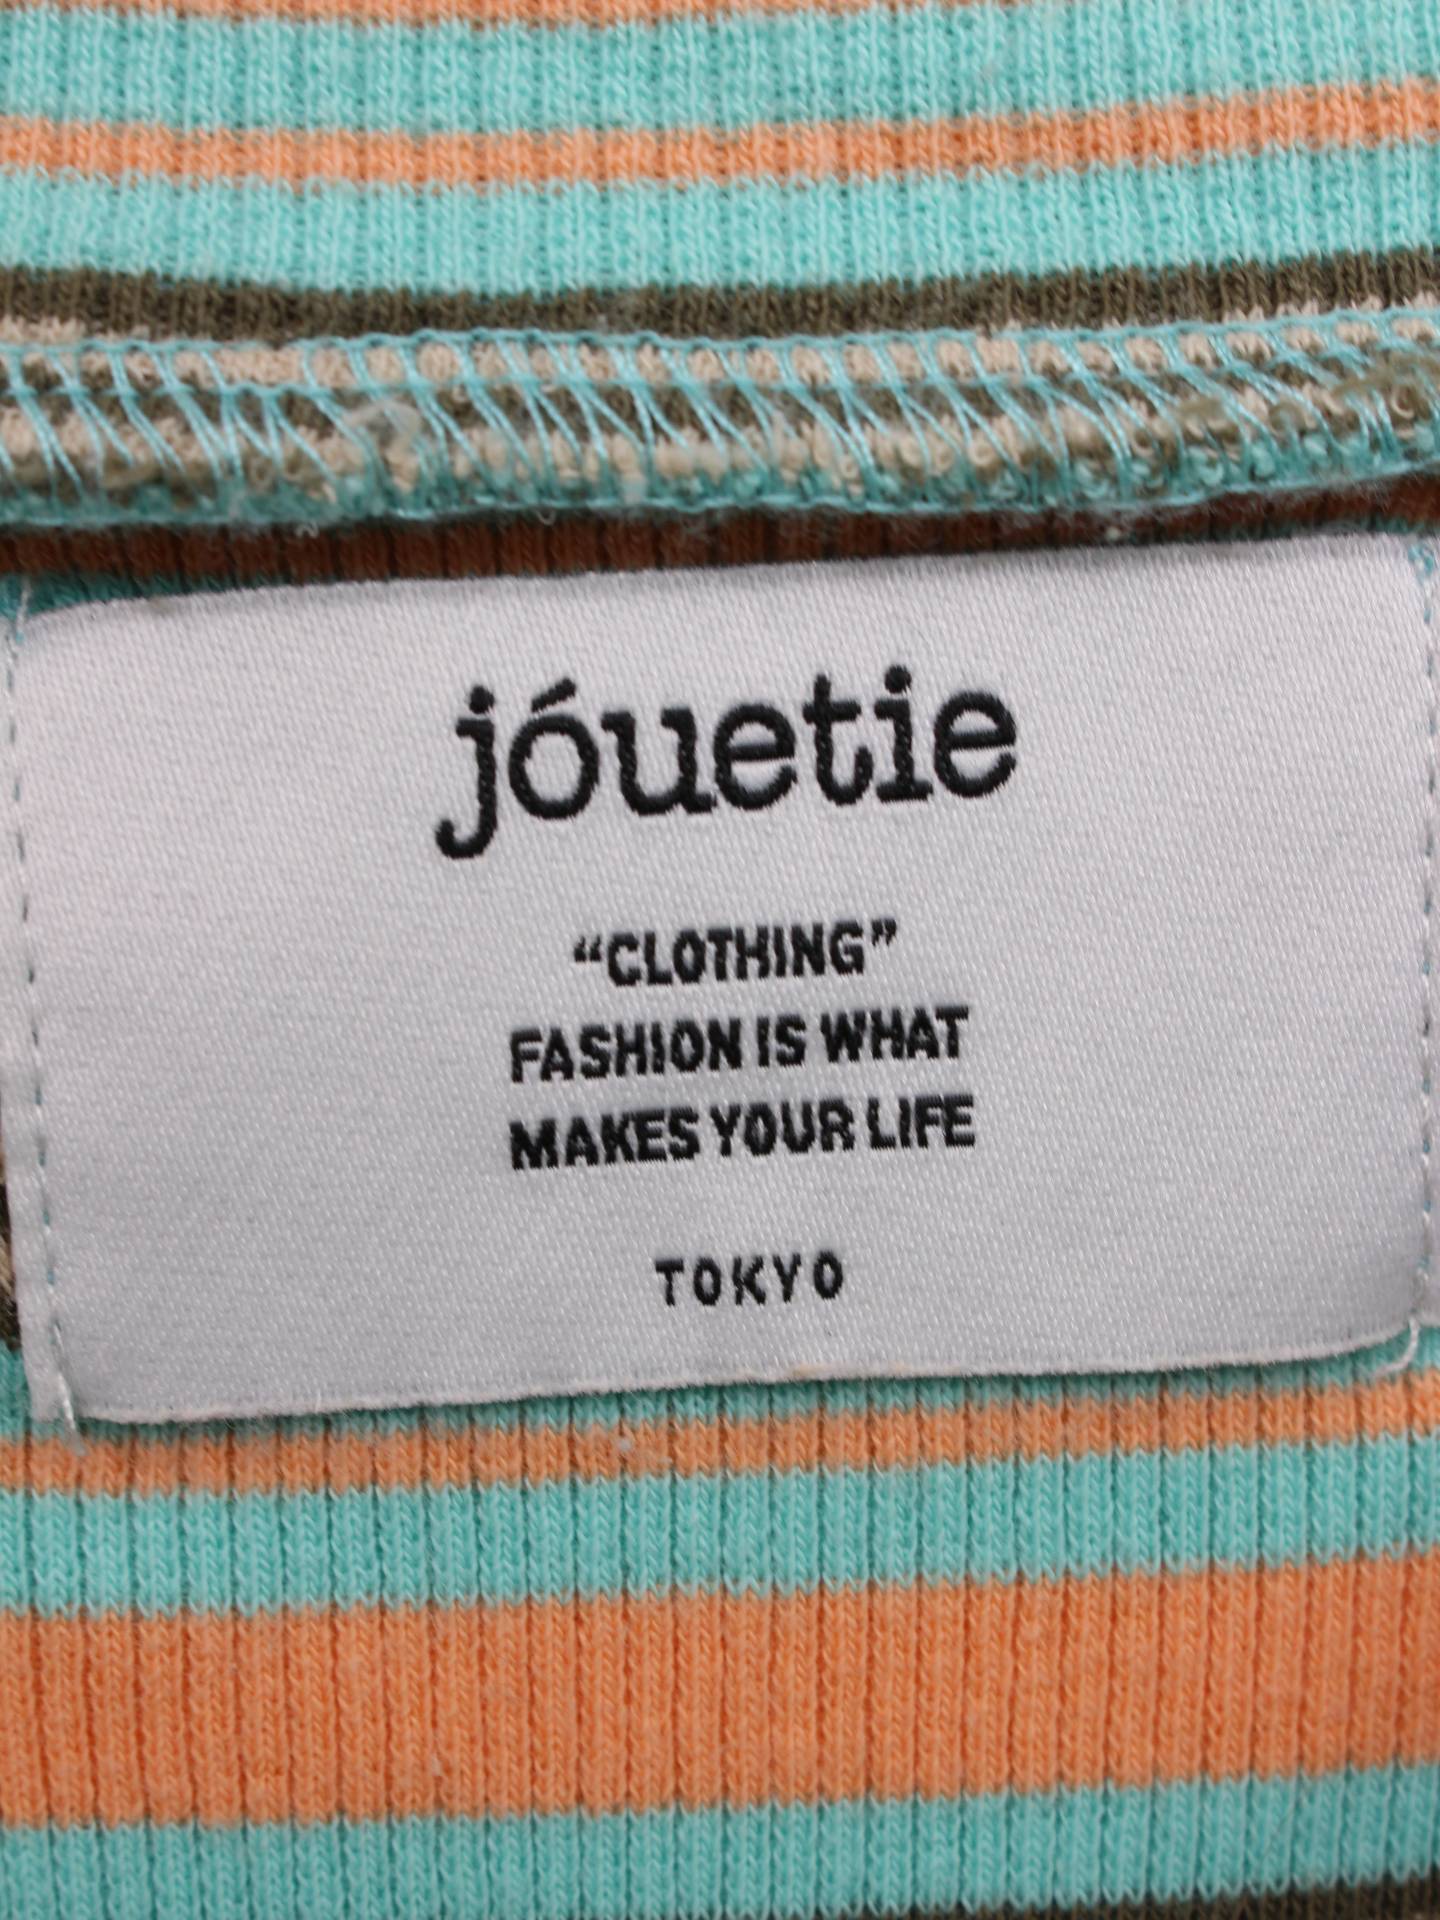 jóuetie
“CLOTHING”
FASHION IS WHAT
MAKES YOUR LIFE
TOKYO